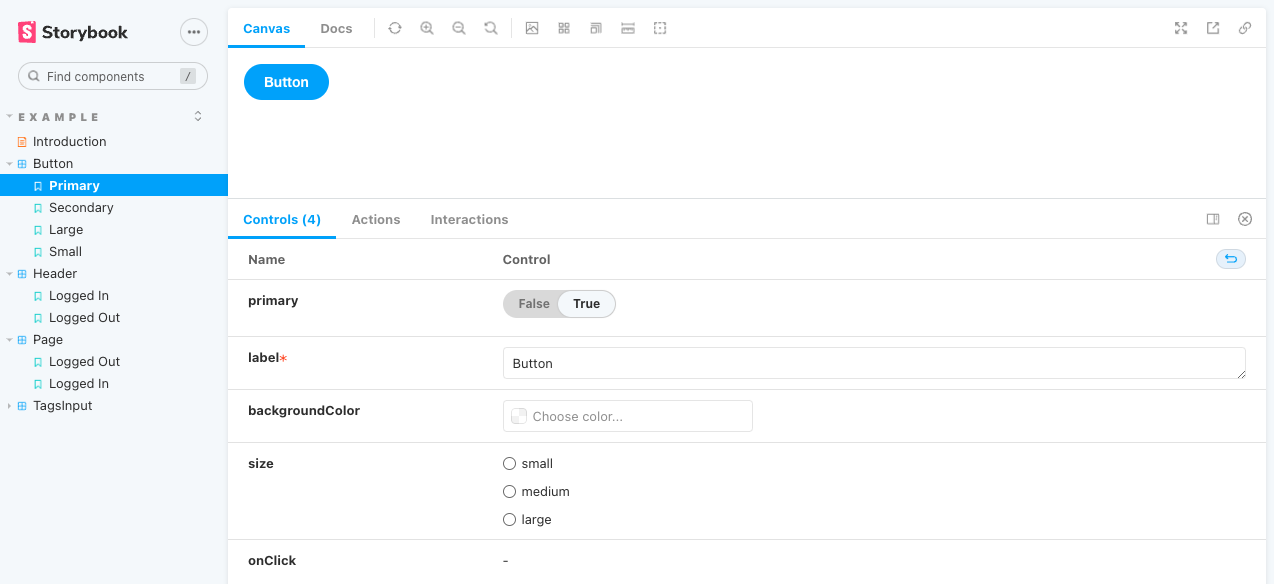 Storybook
Find components /
EXAMPLE
Introduction
Button
Primary
Secondary
Large
Small
Header
Logged In
Logged Out
Page
Logged Out
Logged In
TagsInput
Canvas Docs
Button
Controls (4) Actions Interactions
Name Control
primary False True
label* Button
backgroundColor Choose color...
size small
medium
large
onClick -